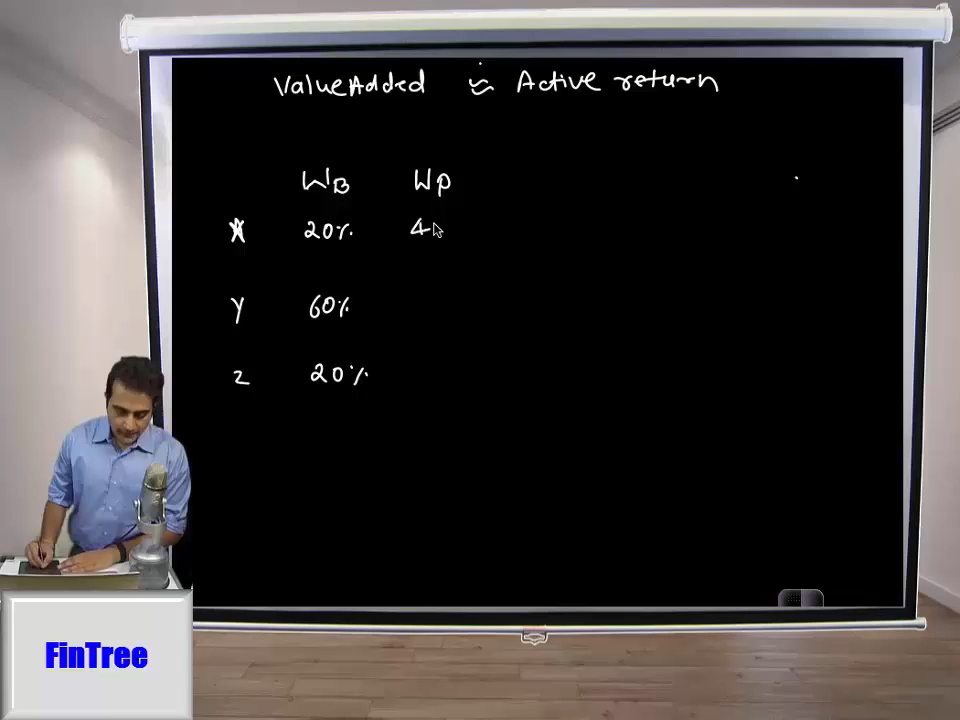 ValueAdded ≈ Active return
WB WP
X 20% 4
Y 60%
Z 20%
FinTree